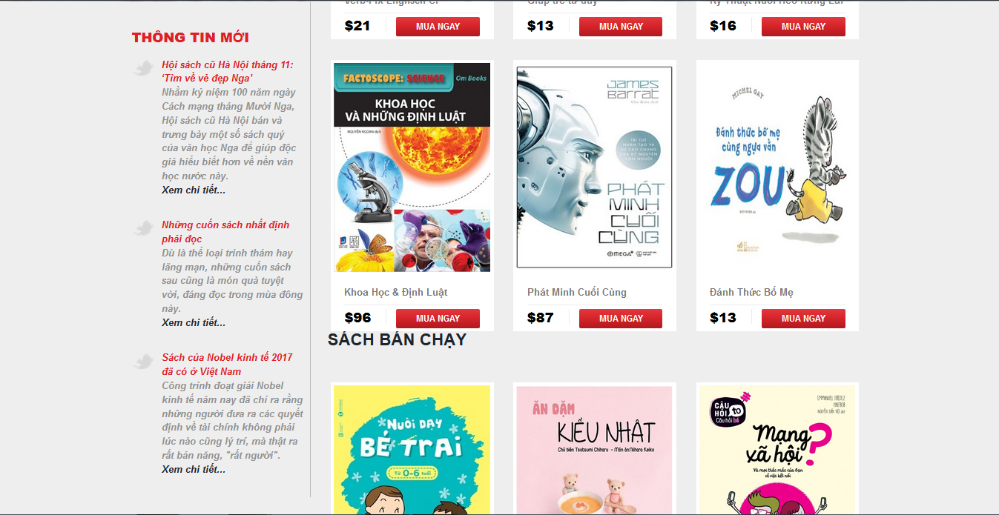 THÔNG TIN MỚI
Hội sách cũ Hà Nội tháng 11:
‘Tìm về vẻ đẹp Nga’
Nhằm kỷ niệm 100 năm ngày
Cách mạng tháng Mười Nga,
Hội sách cũ Hà Nội bán và
trưng bày một số sách quý
của văn học Nga để giúp độc
giả hiểu biết hơn về nền văn
học nước này.
Xem chi tiết...
Những cuốn sách nhất định
phải đọc
Dù là thể loại trinh thám hay
lãng mạn, những cuốn sách
sau cũng là món quà tuyệt
vời, đáng đọc trong mùa đông
này.
Xem chi tiết...
Sách của Nobel kinh tế 2017
đã có ở Việt Nam
Công trình đoạt giải Nobel
kinh tế năm nay đã chỉ ra rằng
những người đưa ra các quyết
định về tài chính không phải
lúc nào cũng lý trí, mà thật ra
rất bản năng, "rất người".
Xem chi tiết...
$21 MUA NGAY
$13 MUA NGAY
$16 MUA NGAY
FACTOSCOPE: SCIENCE Om Books
KHOA HỌC
VÀ NHỮNG ĐỊNH LUẬT
NGUYỄN NGOAN dịch
Khoa Học & Định Luật
$96 MUA NGAY
James
Barrat
TRÍ TUỆ
NHÂN TẠO VÀ
SỰ CÁO CHUNG
CỦA KỶ NGUYÊN
CON NGƯỜI
PHÁT
MINH
CUỐI
CÙNG
OMEGA+
Phát Minh Cuối Cùng
$87 MUA NGAY
MICHEL GAY
Đánh thức bố mẹ
cùng ngựa vằn
ZOU
Đánh Thức Bố Mẹ
$13 MUA NGAY
SÁCH BÁN CHẠY
NUÔI DẠY
BÉ TRAI
Từ 0-6 tuổi
ĂN DẶM
KIỂU NHẬT
Chủ biên Tsutsumi Chiharu - Món ăn: Niihara Keiko
CÂU
HỎI to
Câu hỏi bé
Mạng
xã hội?
Và mọi thắc mắc của bạn
về việc kết nối